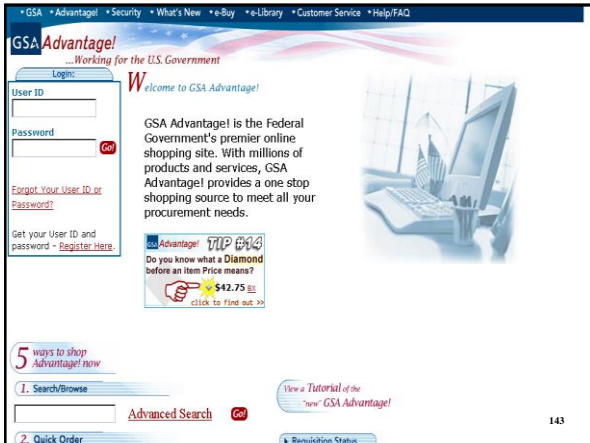 GSA Advantage! Security What's New e-Buy e-Library Customer Service Help/FAQ
GSA Advantage!
...Working for the U.S. Government
Login:
User ID
Password
Go!
Forgot Your User ID or
Password?
Get your User ID and
password - Register Here.
Welcome to GSA Advantage!
GSA Advantage! is the Federal
Government's premier online
shopping site. With millions of
products and services, GSA
Advantage! provides a one stop
shopping source to meet all your
procurement needs.
GSA Advantage! TIP #14
Do you know what a Diamond
before an item Price means?
$42.75 BX
click to find out >>
5 ways to shop
Advantage! now
1. Search/Browse
Advanced Search Go!
2. Quick Order
View a Tutorial of the
"new" GSA Advantage!
Requisition Status
143